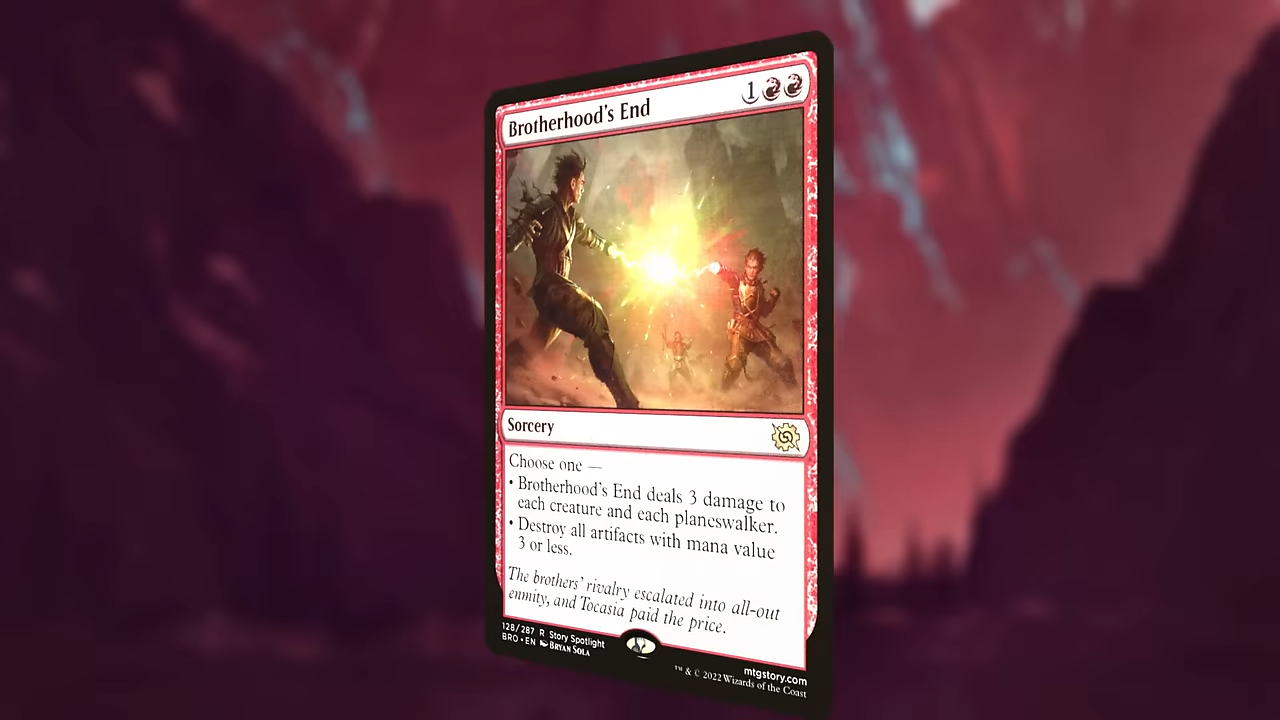 Brotherhood's End
1
Sorcery
Choose one —
• Brotherhood's End deals 3 damage to
each creature and each planeswalker.
• Destroy all artifacts with mana value
3 or less.
The brothers' rivalry escalated into all-out
enmity, and Tocasia paid the price.
128/287 R Story Spotlight
BRO • EN Bryan Sola
mtgstory.com
™ & © 2022 Wizards of the Coast